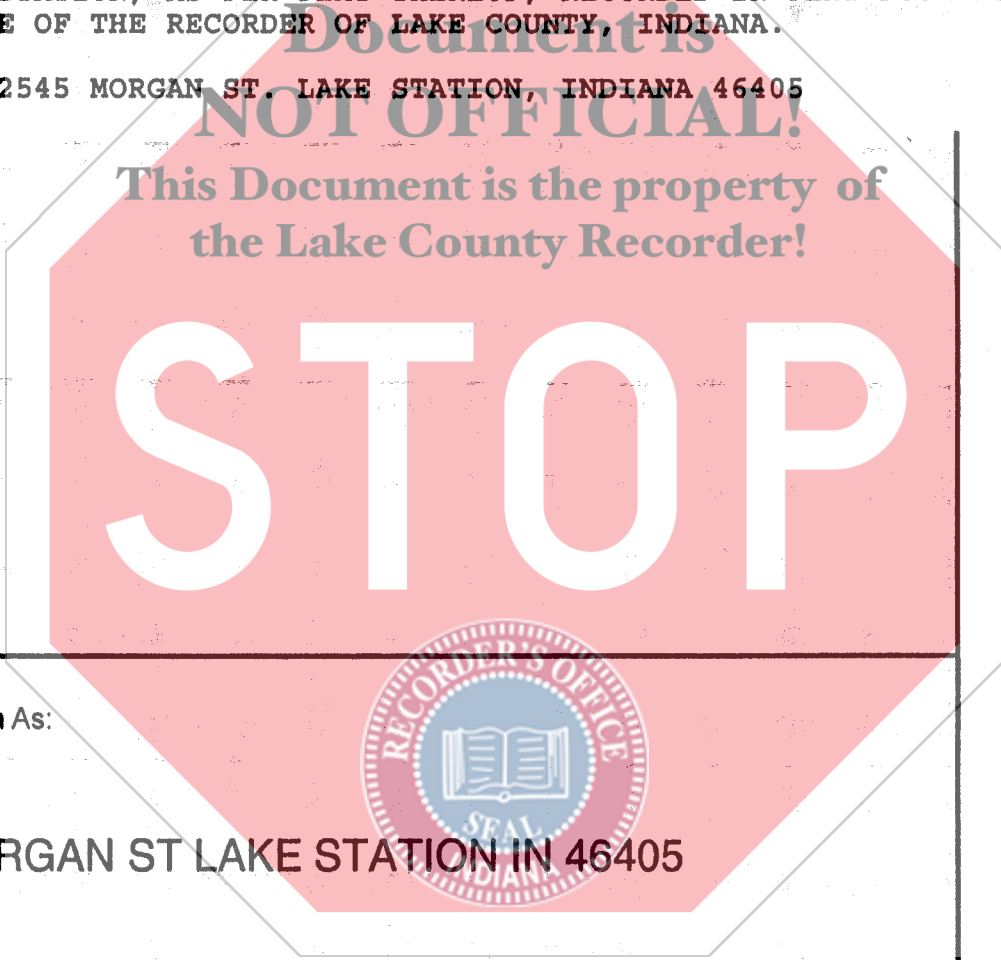 E OF THE RECORDER OF LAKE COUNTY, INDIANA.
Document is
2545 MORGAN ST. LAKE STATION, INDIANA 46405
NOT OFFICIAL!
This Document is the property of
the Lake County Recorder!
STOP
RECORDER'S OFFICE
As:
SEAL
RGAN ST LAKE STATION IN 46405
INDIANA